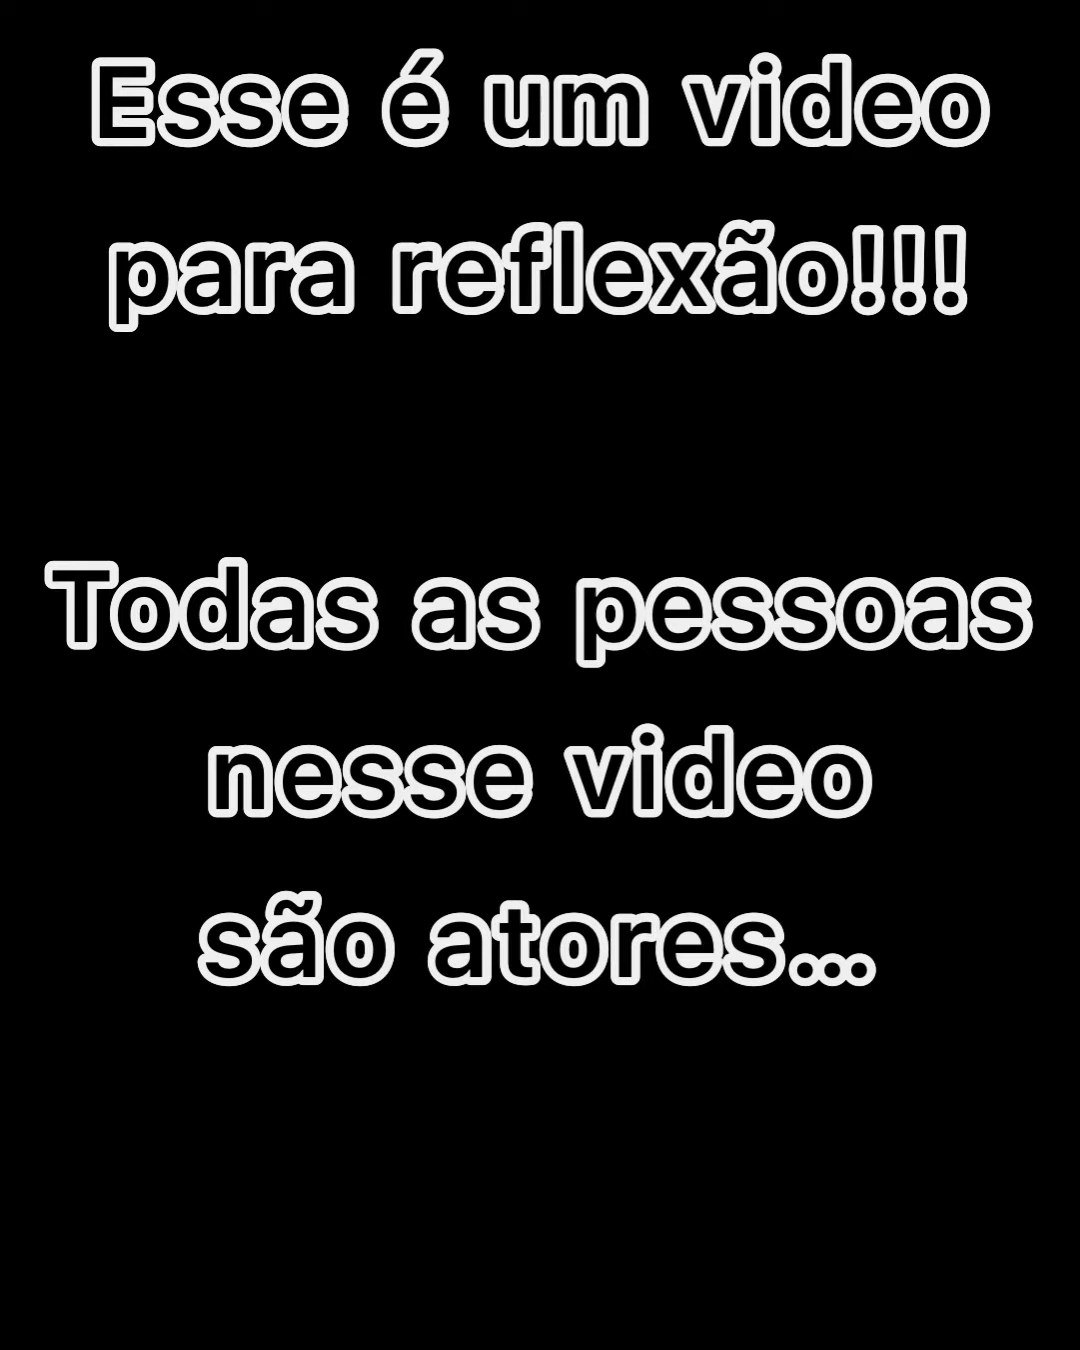 Esse é um video
para reflexão!!!
Todas as pessoas
nesse video
são atores...